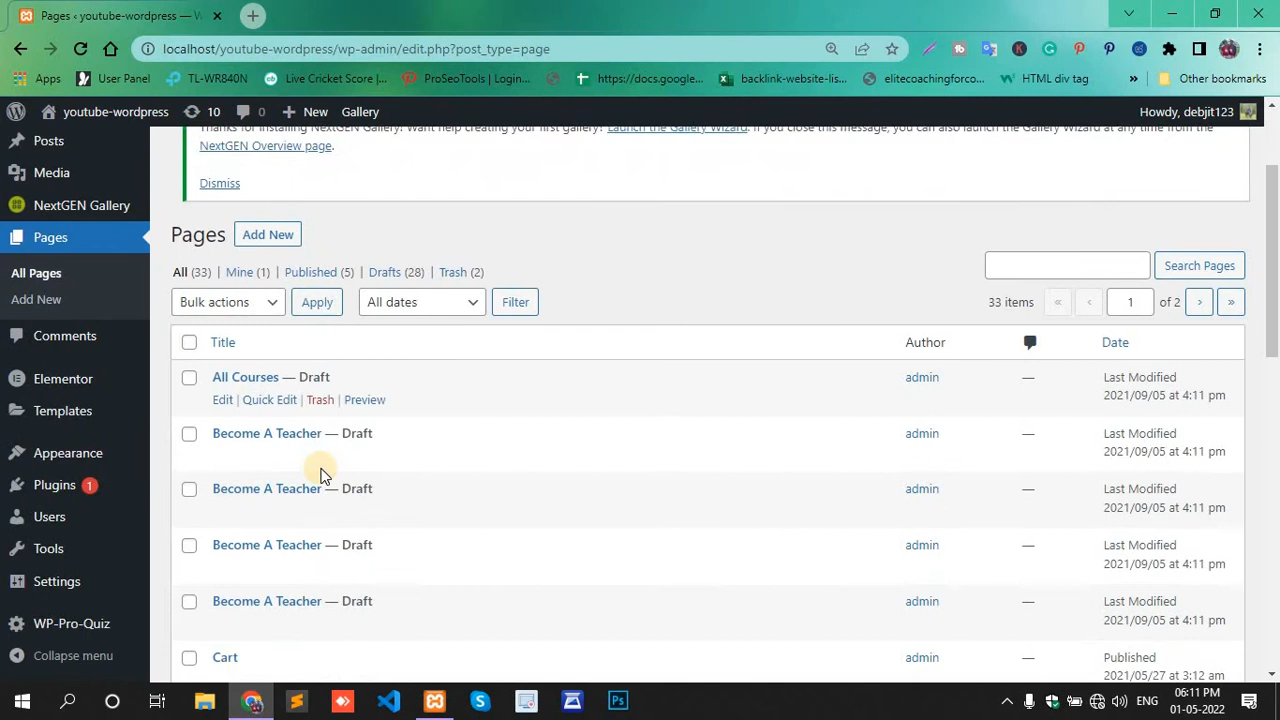 Pages ‹ youtube-wordpress — W
localhost/youtube-wordpress/wp-admin/edit.php?post_type=page
Apps
User Panel
TL-WR840N
Live Cricket Score |...
ProSeoTools | Login...
https://docs.google...
backlink-website-lis...
elitecoachingforco...
HTML div tag
»
Other bookmarks
youtube-wordpress
10
0
New
Gallery
Howdy, debjit123
Posts
Media
NextGEN Gallery
Pages
All Pages
Add New
Comments
Elementor
Templates
Appearance
Plugins 1
Users
Tools
Settings
WP-Pro-Quiz
Collapse menu
Thanks for installing NextGEN Gallery! Want help creating your first gallery? Launch the Gallery Wizard. If you close this message, you can also launch the Gallery Wizard at any time from the
NextGEN Overview page.
Dismiss
Pages
Add New
All (33) | Mine (1) | Published (5) | Drafts (28) | Trash (2)
Search Pages
Bulk actions
Apply
All dates
Filter
33 items « ‹ 1 of 2 › »
Title Author Date
All Courses — Draft admin — Last Modified
2021/09/05 at 4:11 pm
Edit | Quick Edit | Trash | Preview
Become A Teacher — Draft admin — Last Modified
2021/09/05 at 4:11 pm
Become A Teacher — Draft admin — Last Modified
2021/09/05 at 4:11 pm
Become A Teacher — Draft admin — Last Modified
2021/09/05 at 4:11 pm
Become A Teacher — Draft admin — Last Modified
2021/09/05 at 4:11 pm
Cart admin — Published
2021/05/27 at 3:12 am
ENG
06:11 PM
01-05-2022